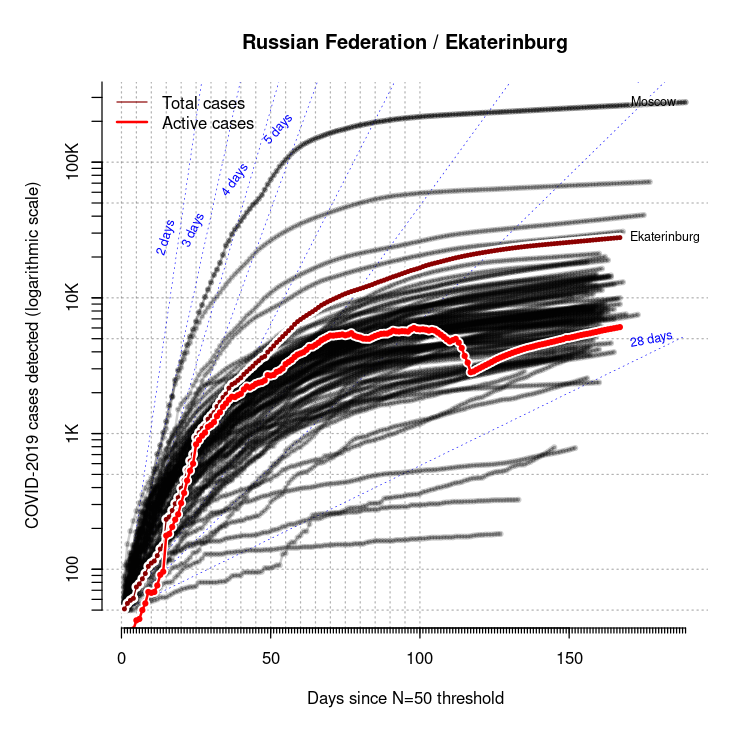 Russian Federation / Ekaterinburg
Total cases
Active cases
Moscow
Ekaterinburg
2 days
3 days
4 days
5 days
28 days
COVID-2019 cases detected (logarithmic scale)
100K
10K
1K
100
0
50
100
150
Days since N=50 threshold